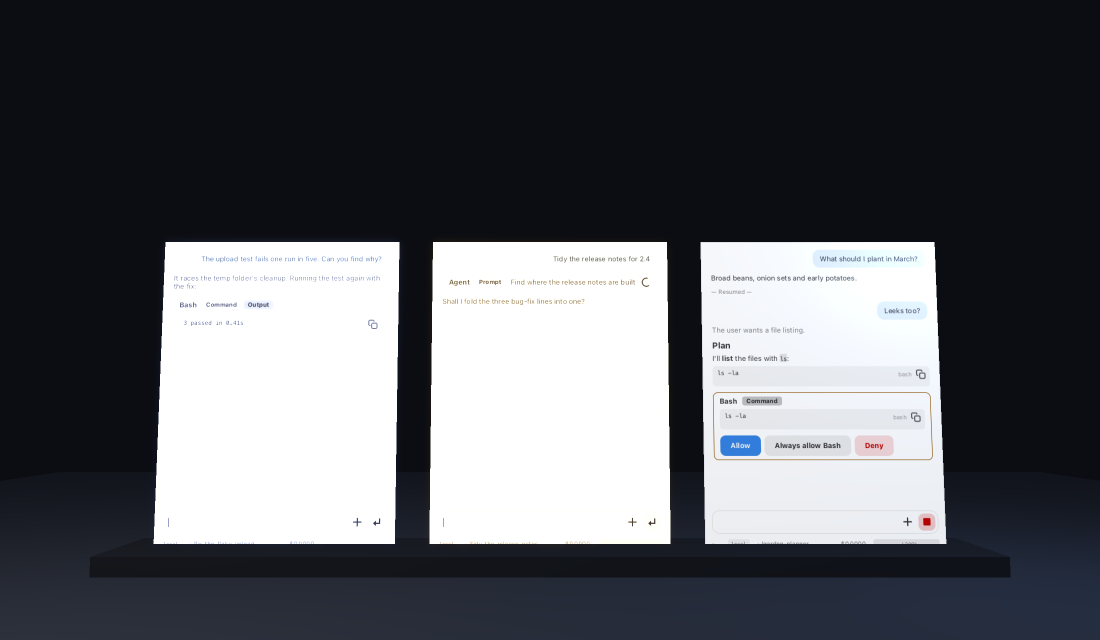 The upload test fails one run in five. Can you find why?
It races the temp folder's cleanup. Running the test again with
the fix.
Bash Command Output
3 passed in 0.41s
Tidy the release notes for 2.4
Agent Prompt Find where the release notes are built
Shall I fold the three bug-fix lines into one?
What should I plant in March?
Broad beans, onion sets and early potatoes.
— Resumed —
Leeks too?
The user wants a file listing.
Plan
I'll list the files with ls:
ls -la bash
Bash Command
ls -la bash
Allow Always allow Bash Deny